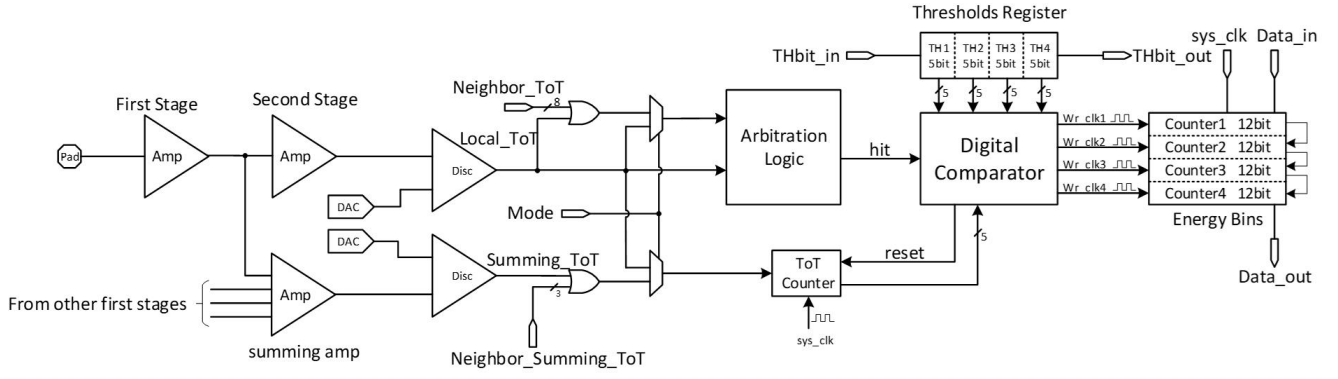 Thresholds Register
THbit_in
TH1 TH2 TH3 TH4
5bit 5bit 5bit 5bit
THbit_out
sys_clk
Data_in
5 5 5 5
First Stage
Second Stage
Neighbor_ToT
8
Local_ToT
Pad
Amp
Amp
Disc
DAC
Arbitration
Logic
hit
Digital
Comparator
Wr_clk1
Wr_clk2
Wr_clk3
Wr_clk4
Counter1 12bit
Counter2 12bit
Counter3 12bit
Counter4 12bit
Energy Bins
Mode
DAC
Summing_ToT
Disc
Amp
From other first stages
summing amp
3
Neighbor_Summing_ToT
reset
5
ToT
Counter
sys_clk
Data_out